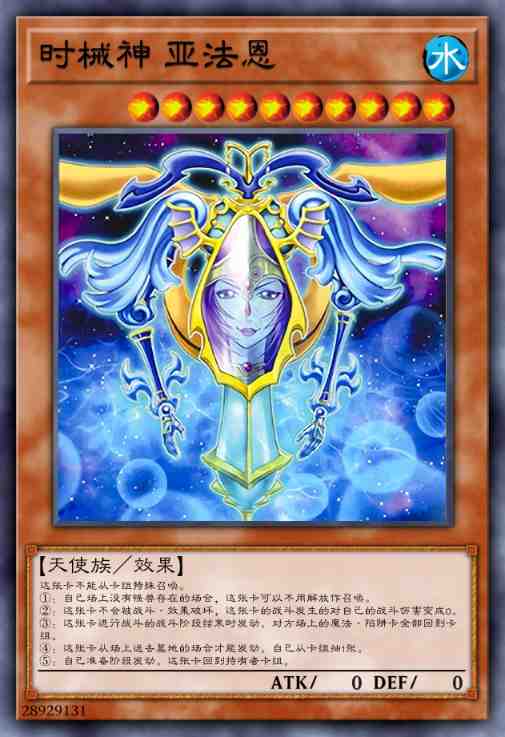 时械神 亚法恩
水
【天使族／效果】
这张卡不能从卡组特殊召唤。
①：自己场上没有怪兽存在的场合，这张卡可以不用解放作召唤。
②：这张卡不会被战斗·效果破坏，这张卡的战斗发生的对自己的战斗伤害变成0。
③：这张卡进行战斗的战斗阶段结束时发动。对方场上的魔法·陷阱卡全部回到卡
组。
④：这张卡从场上送去墓地的场合才能发动。自己从卡组抽1张。
⑤：自己准备阶段发动。这张卡回到持有者卡组。
ATK/ 0 DEF/ 0
28929131